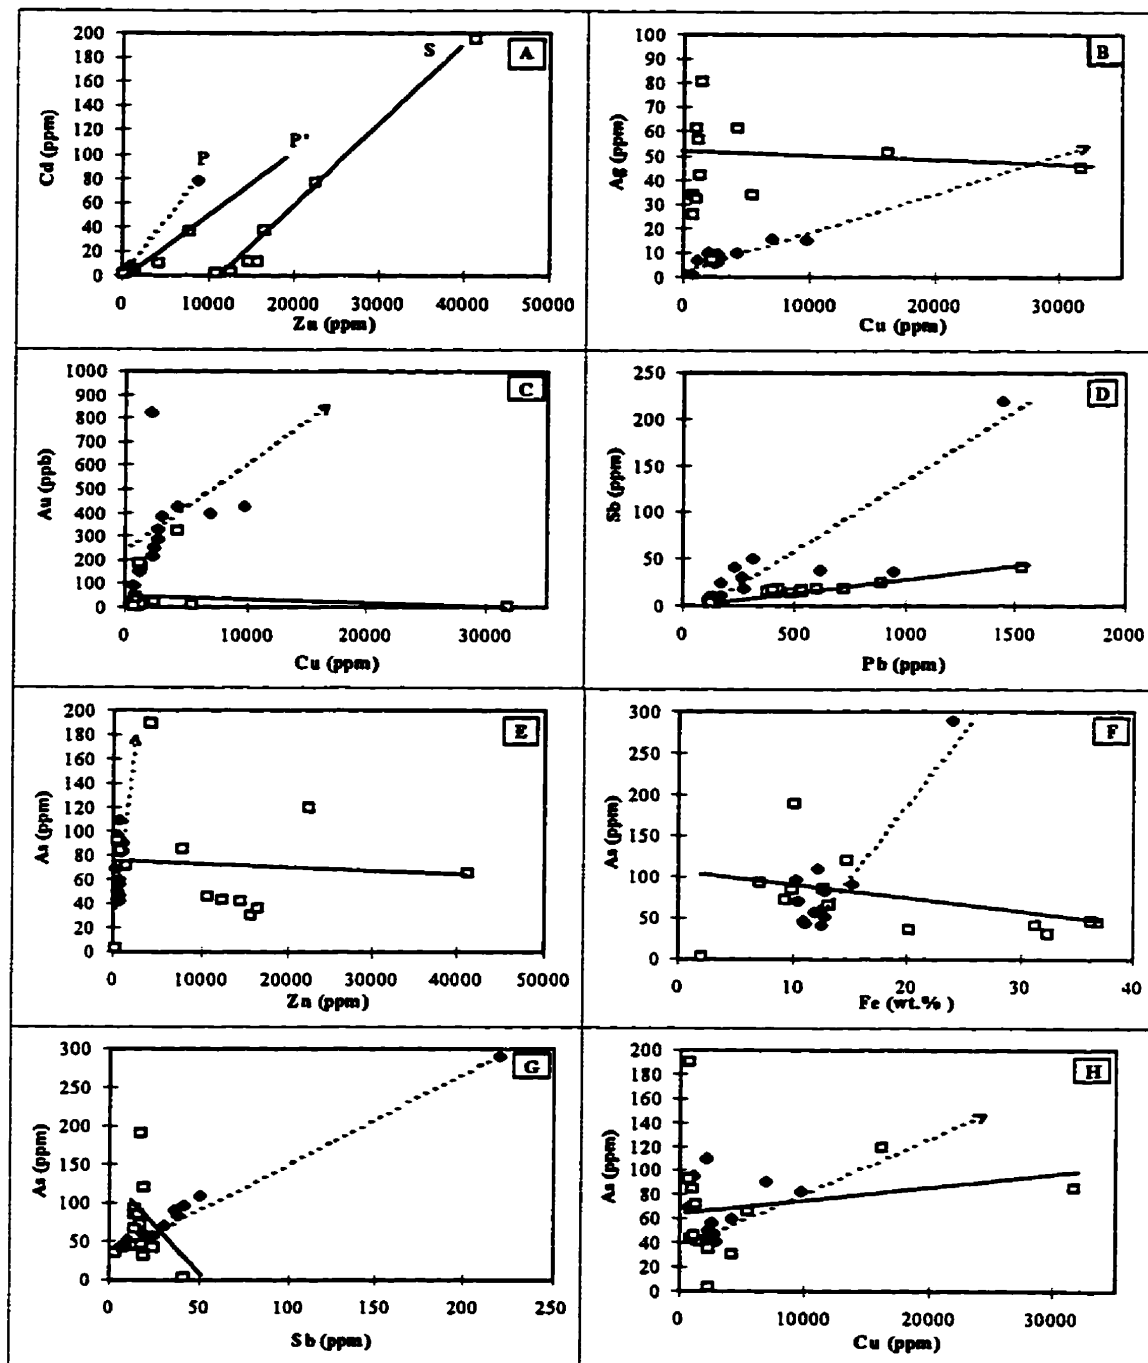 A
Cd (ppm)
200
180
160
140
120
100
80
60
40
20
0
S
P
P'
0 10000 20000 30000 40000 50000
Zn (ppm)
B
Ag (ppm)
100
90
80
70
60
50
40
30
20
10
0
0 10000 20000 30000
Cu (ppm)
C
Au (ppb)
1000
900
800
700
600
500
400
300
200
100
0
0 10000 20000 30000
Cu (ppm)
D
Sb (ppm)
250
200
150
100
50
0
0 500 1000 1500 2000
Pb (ppm)
E
As (ppm)
200
180
160
140
120
100
80
60
40
20
0
0 10000 20000 30000 40000 50000
Zn (ppm)
F
As (ppm)
300
250
200
150
100
50
0
0 10 20 30 40
Fe (wt.%)
G
As (ppm)
300
250
200
150
100
50
0
0 50 100 150 200 250
Sb (ppm)
H
As (ppm)
200
180
160
140
120
100
80
60
40
20
0
0 10000 20000 30000
Cu (ppm)